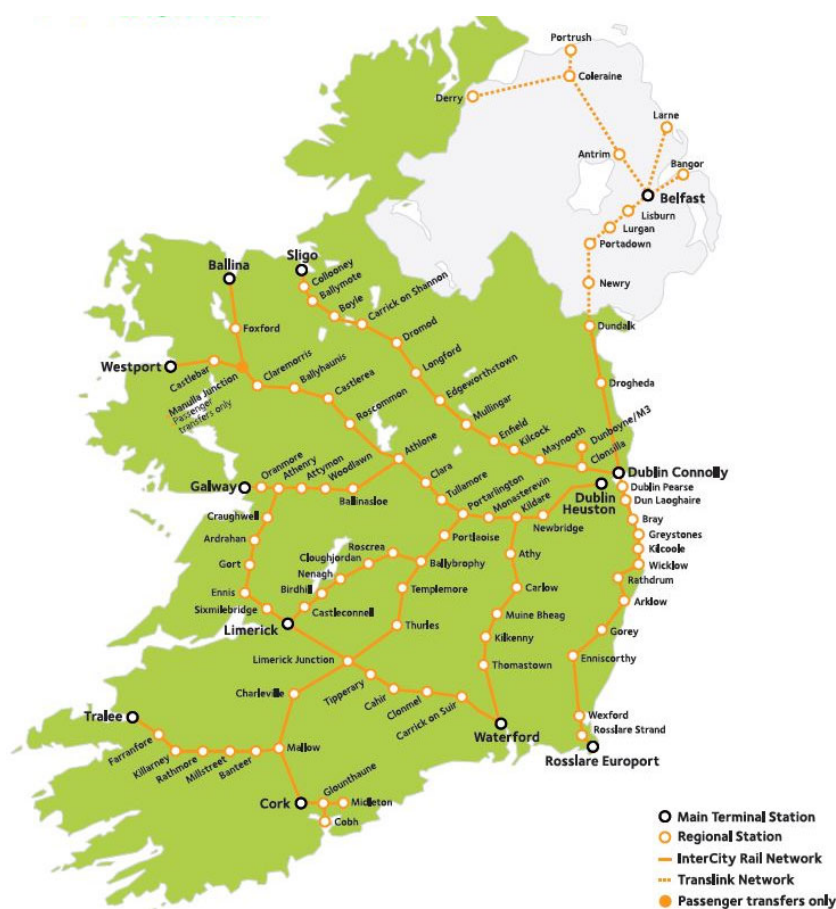 Portrush
Coleraine
Derry
Larne
Antrim
Bangor
Belfast
Lisburn
Lurgan
Portadown
Newry
Dundalk
Drogheda
Sligo
Collooney
Ballymote
Boyle
Carrick on Shannon
Dromod
Longford
Edgeworthstown
Mullingar
Enfield
Kilcock
Maynooth
Dunboyne/M3
Clonsilla
Ballina
Foxford
Westport
Castlebar
Manulla Junction
Passenger
transfers only
Claremorris
Ballyhaunis
Castlerea
Roscommon
Athlone
Clara
Tullamore
Portarlington
Monasterevin
Kildare
Newbridge
Dublin Connolly
Dublin
Heuston
Dublin Pearse
Dun Laoghaire
Bray
Greystones
Kilcoole
Wicklow
Rathdrum
Arklow
Gorey
Enniscorthy
Wexford
Rosslare Strand
Rosslare Europort
Galway
Oranmore
Athenry
Attymon
Woodlawn
Ballinasloe
Craughwell
Ardrahan
Gort
Ennis
Sixmilebridge
Limerick
Castleconnell
Birdhill
Nenagh
Cloughjordan
Roscrea
Ballybrophy
Portlaoise
Templemore
Thurles
Athy
Carlow
Muine Bheag
Kilkenny
Thomastown
Waterford
Limerick Junction
Tipperary
Cahir
Clonmel
Carrick on Suir
Charleville
Mallow
Tralee
Farranfore
Killarney
Rathmore
Millstreet
Banteer
Cork
Glounthaune
Midleton
Cobh
Main Terminal Station
Regional Station
InterCity Rail Network
Translink Network
Passenger transfers only